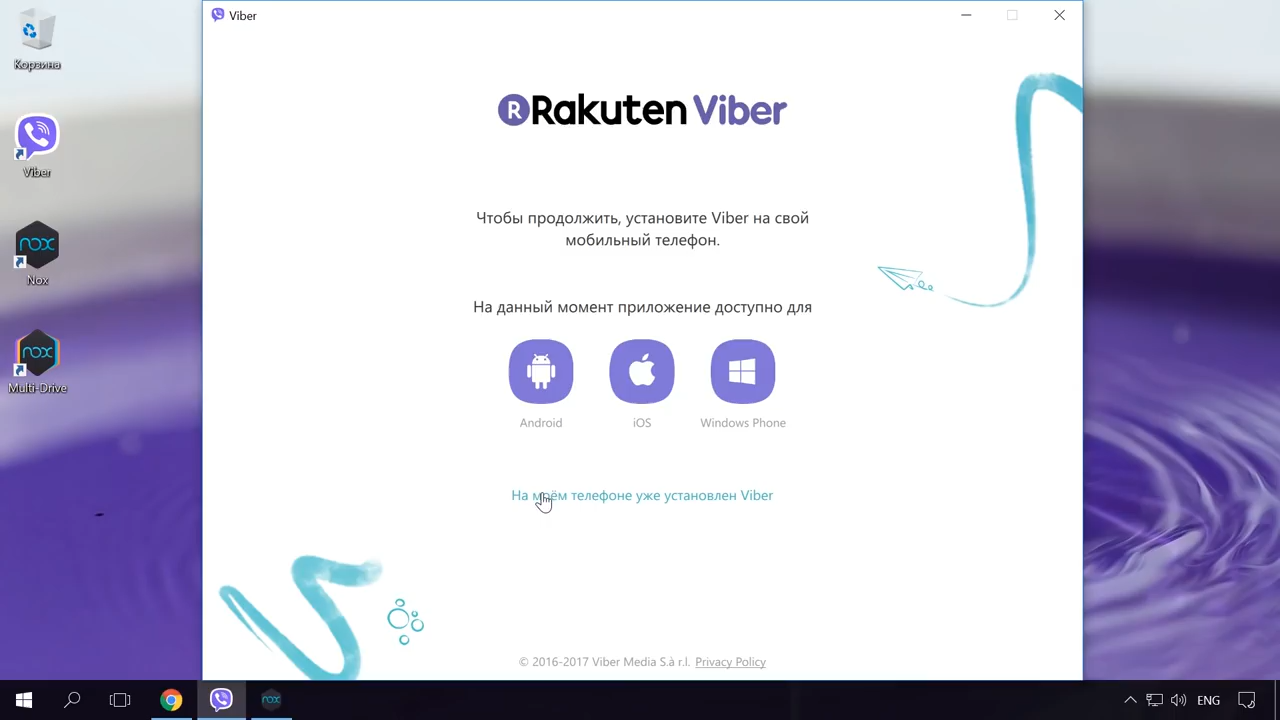 Viber
Корзина
Viber
Nox
Multi-Drive
R Rakuten Viber
Чтобы продолжить, установите Viber на свой
мобильный телефон.
На данный момент приложение доступно для
Android iOS Windows Phone
На моём телефоне уже установлен Viber
© 2016-2017 Viber Media S.à r.l. Privacy Policy
ENG